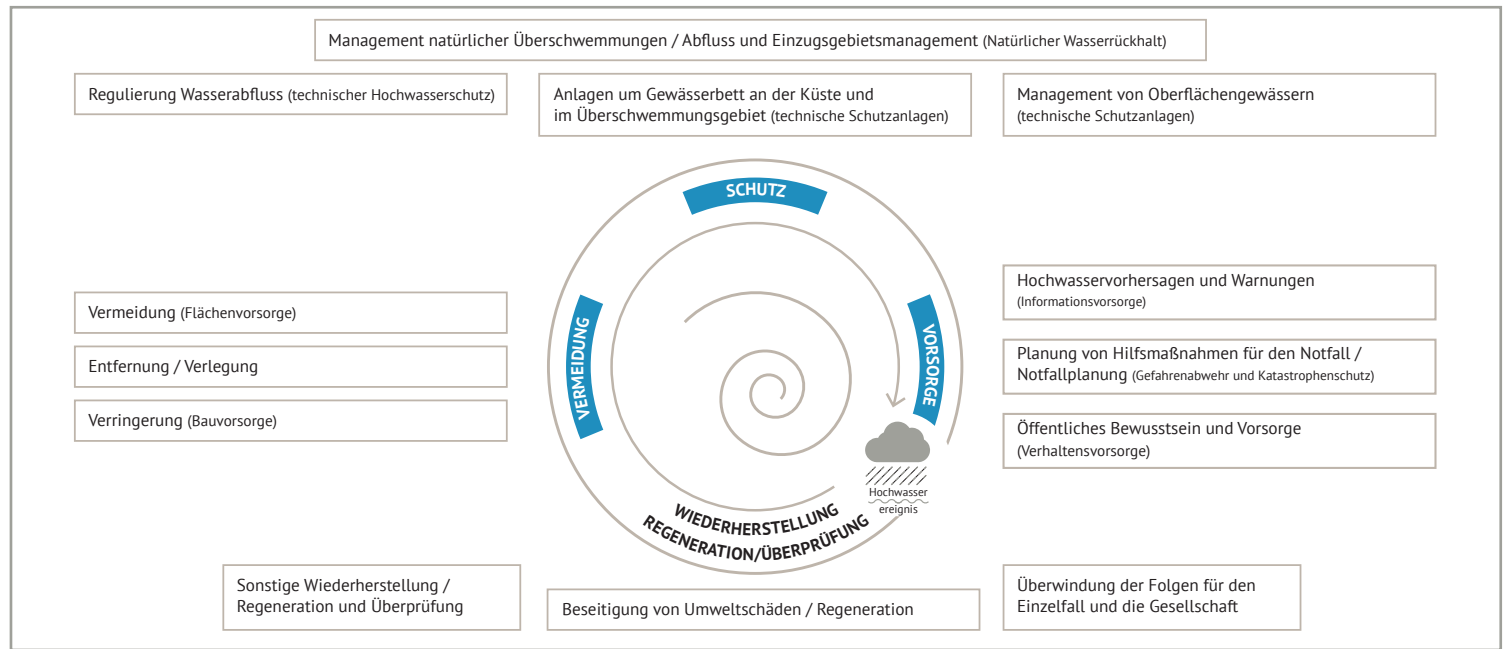 Management natürlicher Überschwemmungen / Abfluss und Einzugsgebietsmanagement (Natürlicher Wasserrückhalt)
Regulierung Wasserabfluss (technischer Hochwasserschutz)
Anlagen um Gewässerbett an der Küste und
im Überschwemmungsgebiet (technische Schutzanlagen)
Management von Oberflächengewässern
(technische Schutzanlagen)
SCHUTZ
VERMEIDUNG
VORSORGE
Vermeidung (Flächenvorsorge)
Entfernung / Verlegung
Verringerung (Bauvorsorge)
Hochwasservorhersagen und Warnungen
(Informationsvorsorge)
Planung von Hilfsmaßnahmen für den Notfall /
Notfallplanung (Gefahrenabwehr und Katastrophenschutz)
Öffentliches Bewusstsein und Vorsorge
(Verhaltensvorsorge)
Hochwasser
ereignis
WIEDERHERSTELLUNG
REGENERATION/ÜBERPRÜFUNG
Sonstige Wiederherstellung /
Regeneration und Überprüfung
Beseitigung von Umweltschäden / Regeneration
Überwindung der Folgen für den
Einzelfall und die Gesellschaft